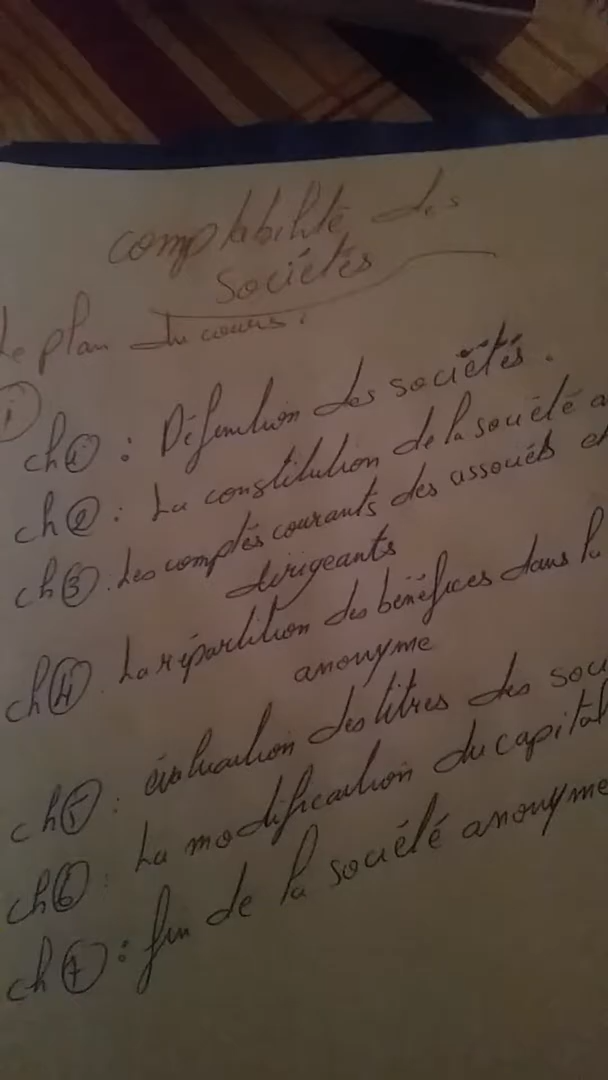 comptabilité des
Sociétés
Le plan du cours :
ch① : Définition des sociétés.
ch② : La constitution de la société a
ch③ . Les comptes courants des associés et
dirigeants
ch④ . La répartition des bénéfices dans la
anonyme
ch⑤ : évaluation des titres des soci
ch⑥ : La modification du capital
ch⑦ : fin de la société anonyme